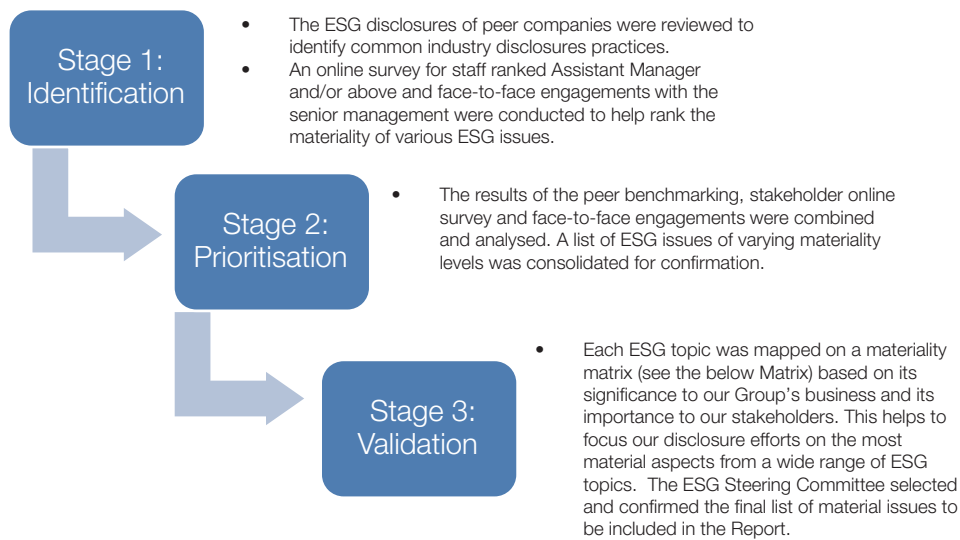 Stage 1:
Identification
• The ESG disclosures of peer companies were reviewed to
identify common industry disclosures practices.
• An online survey for staff ranked Assistant Manager
and/or above and face-to-face engagements with the
senior management were conducted to help rank the
materiality of various ESG issues.
Stage 2:
Prioritisation
• The results of the peer benchmarking, stakeholder online
survey and face-to-face engagements were combined
and analysed. A list of ESG issues of varying materiality
levels was consolidated for confirmation.
Stage 3:
Validation
• Each ESG topic was mapped on a materiality
matrix (see the below Matrix) based on its
significance to our Group's business and its
importance to our stakeholders. This helps to
focus our disclosure efforts on the most
material aspects from a wide range of ESG
topics. The ESG Steering Committee selected
and confirmed the final list of material issues to
be included in the Report.